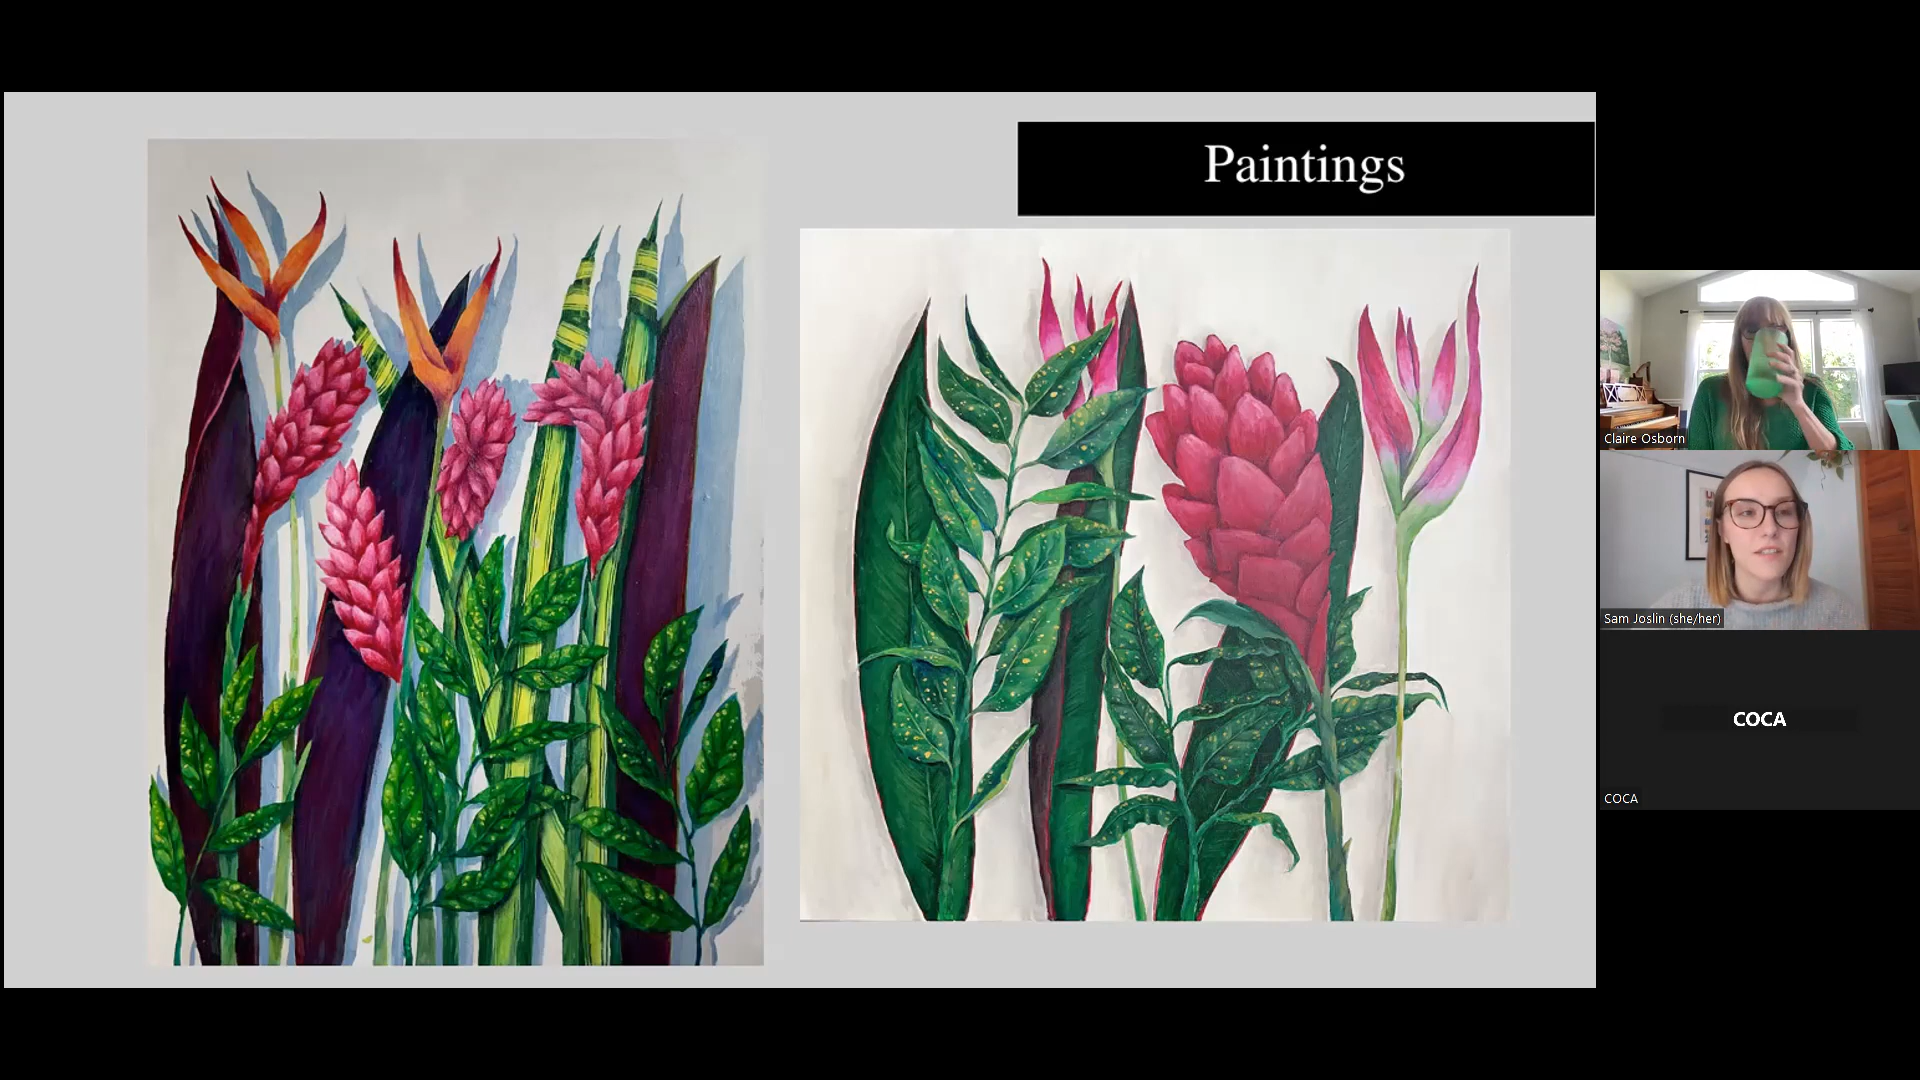 Paintings
Claire Osborn
Sam Joslin (she/her)
COCA
COCA